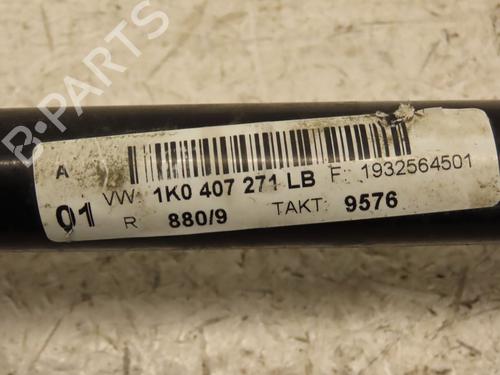 B-PARTS
A
01 VW 1K0 407 271 LB F: 1932564501
R 880/9 TAKT: 9576